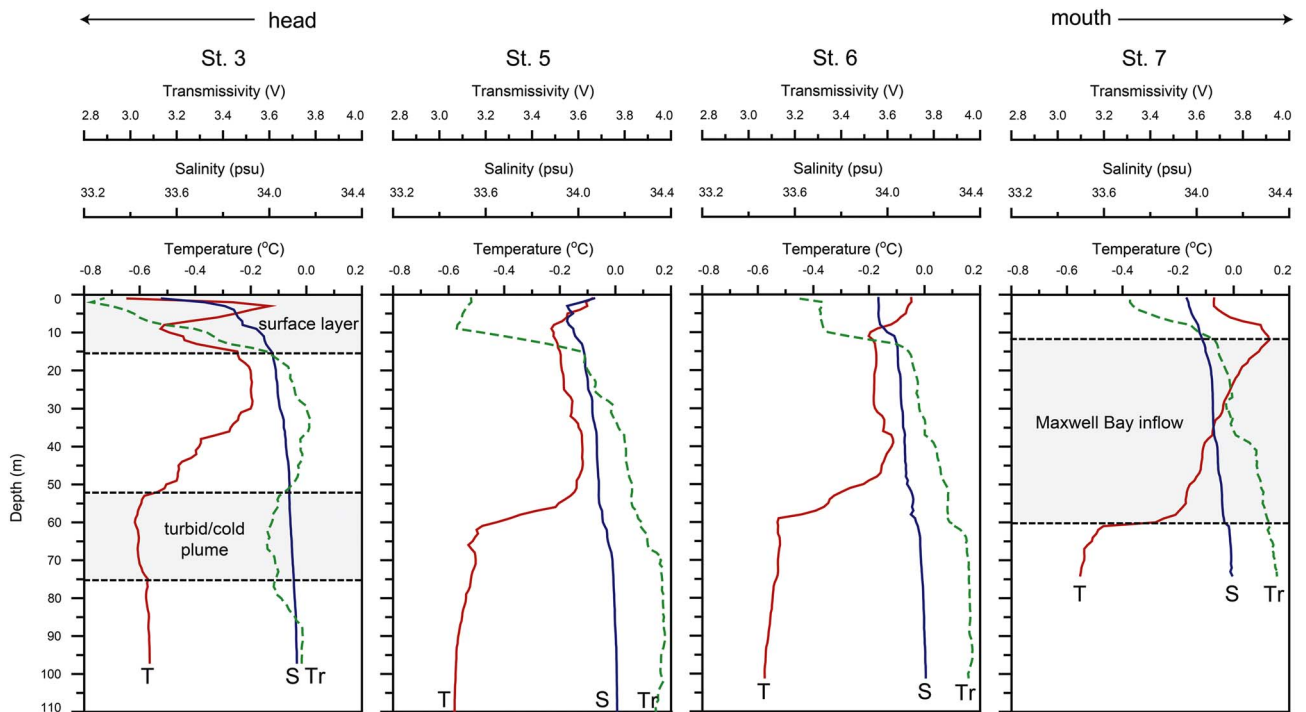 head mouth
St. 3 St. 5 St. 6 St. 7
Transmissivity (V) Transmissivity (V) Transmissivity (V) Transmissivity (V)
2.8 3.0 3.2 3.4 3.6 3.8 4.0 2.8 3.0 3.2 3.4 3.6 3.8 4.0 2.8 3.0 3.2 3.4 3.6 3.8 4.0 2.8 3.0 3.2 3.4 3.6 3.8 4.0
Salinity (psu) Salinity (psu) Salinity (psu) Salinity (psu)
33.2 33.6 34.0 34.4 33.2 33.6 34.0 34.4 33.2 33.6 34.0 34.4 33.2 33.6 34.0 34.4
Temperature (°C) Temperature (°C) Temperature (°C) Temperature (°C)
-0.8 -0.6 -0.4 -0.2 0.0 0.2 -0.8 -0.6 -0.4 -0.2 0.0 0.2 -0.8 -0.6 -0.4 -0.2 0.0 0.2 -0.8 -0.6 -0.4 -0.2 0.0 0.2
Depth (m)
0
10
20
30
40
50
60
70
80
90
100
110
surface layer
turbid/cold
plume
T S Tr
T S Tr
T S Tr
Maxwell Bay inflow
T S Tr